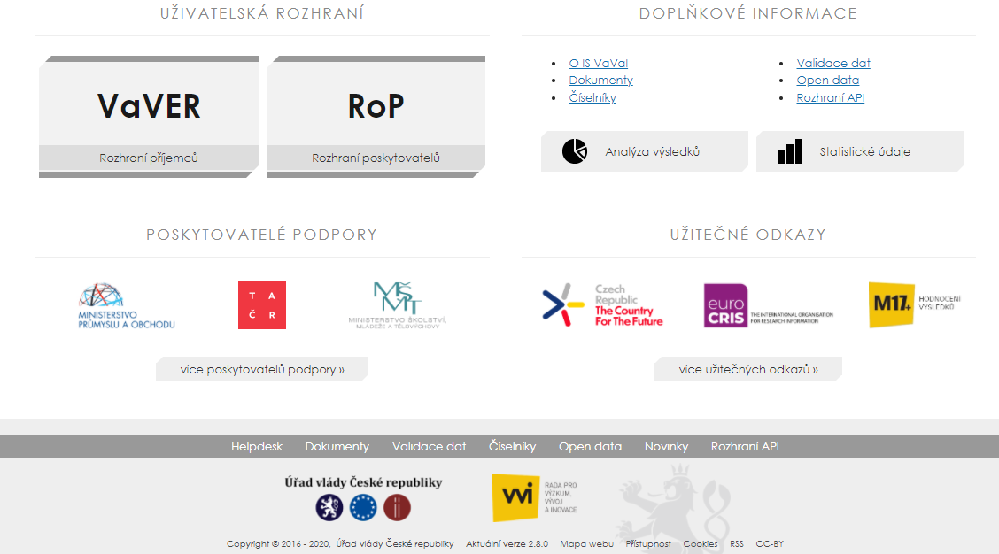 UŽIVATELSKÁ ROZHRANÍ
VaVER
Rozhraní příjemců
RoP
Rozhraní poskytovatelů
DOPLŇKOVÉ INFORMACE
O IS VaVaI
Dokumenty
Číselníky
Validace dat
Open data
Rozhraní API
Analýza výsledků
Statistické údaje
POSKYTOVATELÉ PODPORY
MINISTERSTVO
PRŮMYSLU A OBCHODU
T A
Č R
MŠMT
MINISTERSTVO ŠKOLSTVÍ,
MLÁDEŽE A TĚLOVÝCHOVY
více poskytovatelů podpory »
UŽITEČNÉ ODKAZY
Czech
Republic
The Country
For The Future
euro
CRIS
THE INTERNATIONAL ORGANISATION
FOR RESEARCH INFORMATION
M17+
HODNOCENÍ
VÝSLEDKŮ
více užitečných odkazů »
Helpdesk Dokumenty Validace dat Číselníky Open data Novinky Rozhraní API
Úřad vlády České republiky
VVI
RADA PRO
VÝZKUM,
VÝVOJ
A INOVACE
Copyright © 2016 - 2020, Úřad vlády České republiky Aktuální verze 2.8.0 Mapa webu Přístupnost Cookies RSS CC-BY